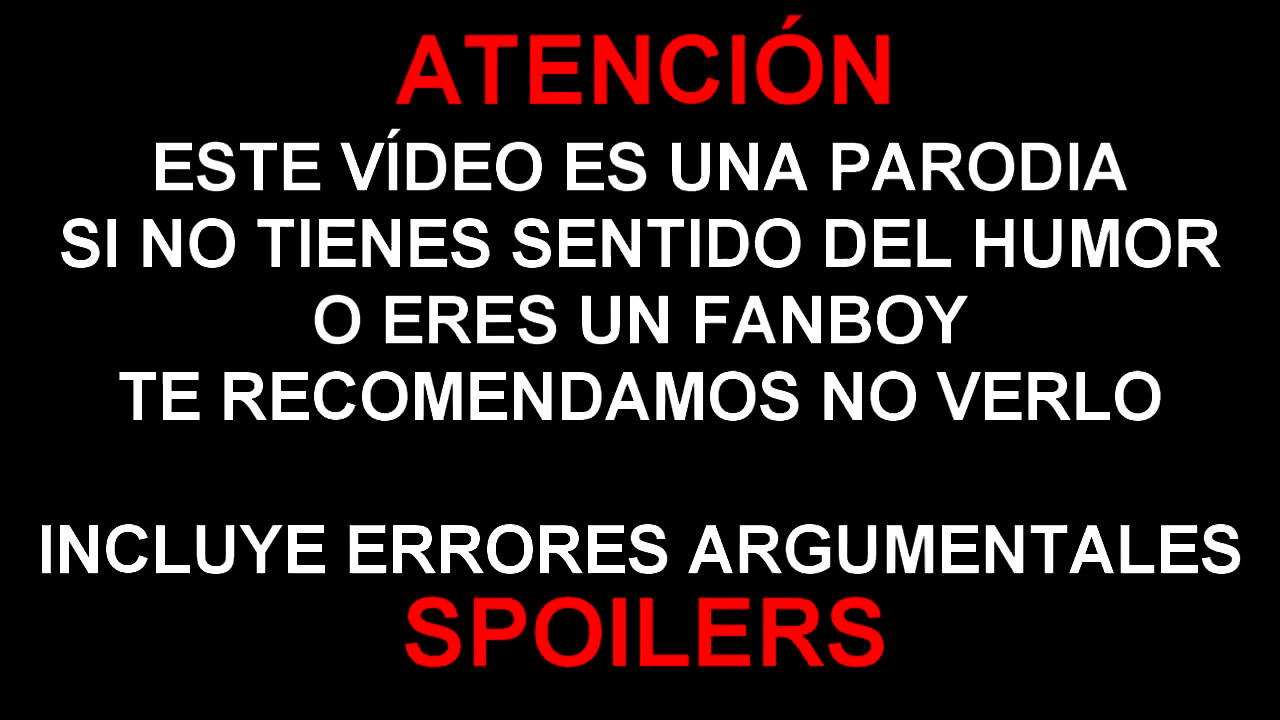 ATENCIÓN
ESTE VÍDEO ES UNA PARODIA
SI NO TIENES SENTIDO DEL HUMOR
O ERES UN FANBOY
TE RECOMENDAMOS NO VERLO
INCLUYE ERRORES ARGUMENTALES
SPOILERS